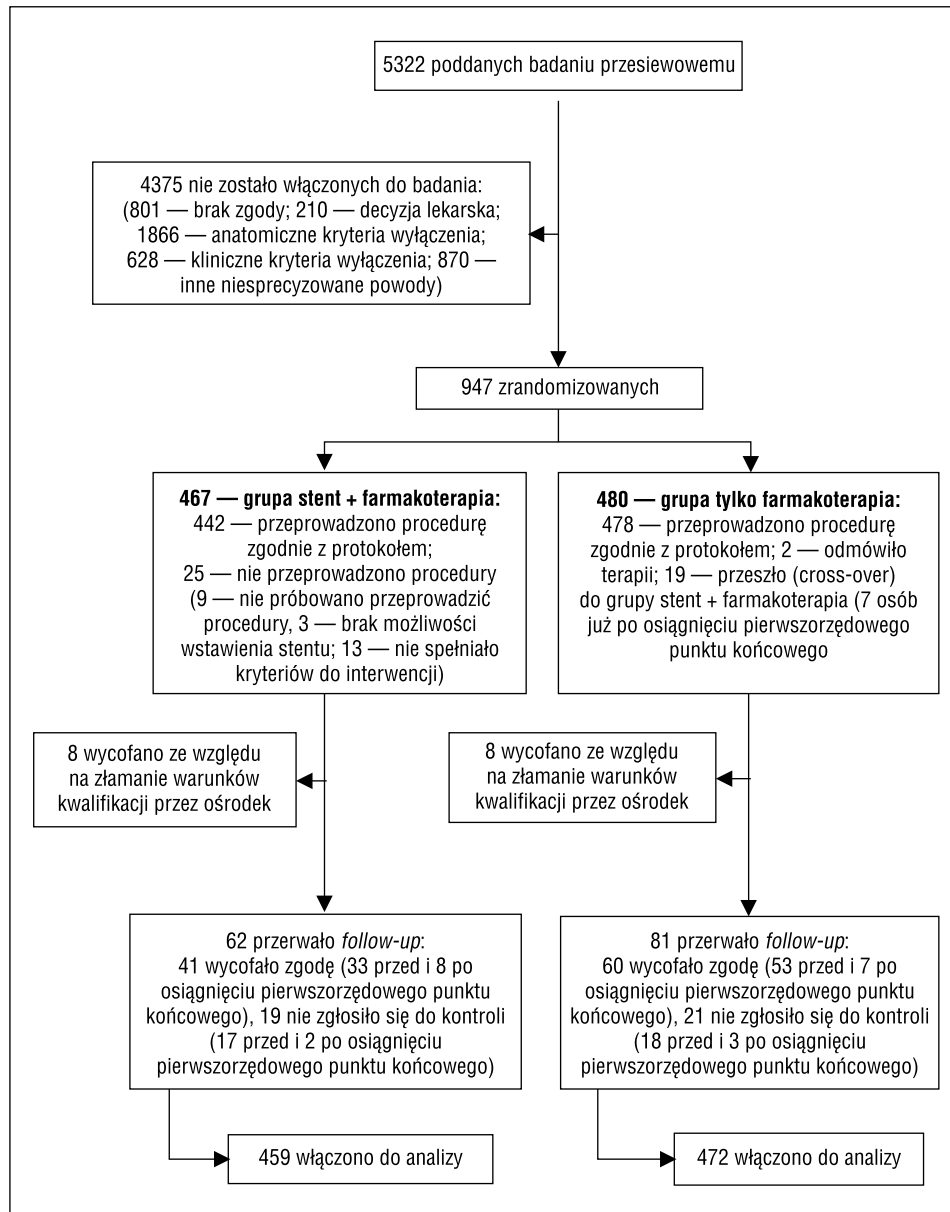 5322 poddanych badaniu przesiewowemu
4375 nie zostało włączonych do badania:
(801 — brak zgody; 210 — decyzja lekarska;
1866 — anatomiczne kryteria wyłączenia;
628 — kliniczne kryteria wyłączenia; 870 —
inne niesprecyzowane powody)
947 zrandomizowanych
467 — grupa stent + farmakoterapia:
442 — przeprowadzono procedurę
zgodnie z protokołem;
25 — nie przeprowadzono procedury
(9 — nie próbowano przeprowadzić
procedury, 3 — brak możliwości
wstawienia stentu; 13 — nie spełniało
kryteriów do interwencji)
480 — grupa tylko farmakoterapia:
478 — przeprowadzono procedurę
zgodnie z protokołem; 2 — odmówiło
terapii; 19 — przeszło (cross-over)
do grupy stent + farmakoterapia (7 osób
już po osiągnięciu pierwszorzędowego
punktu końcowego
8 wycofano ze względu
na złamanie warunków
kwalifikacji przez ośrodek
8 wycofano ze względu
na złamanie warunków
kwalifikacji przez ośrodek
62 przerwało follow-up:
41 wycofało zgodę (33 przed i 8 po
osiągnięciu pierwszorzędowego punktu
końcowego), 19 nie zgłosiło się do kontroli
(17 przed i 2 po osiągnięciu
pierwszorzędowego punktu końcowego)
81 przerwało follow-up:
60 wycofało zgodę (53 przed i 7 po
osiągnięciu pierwszorzędowego punktu
końcowego), 21 nie zgłosiło się do kontroli
(18 przed i 3 po osiągnięciu
pierwszorzędowego punktu końcowego)
459 włączono do analizy
472 włączono do analizy